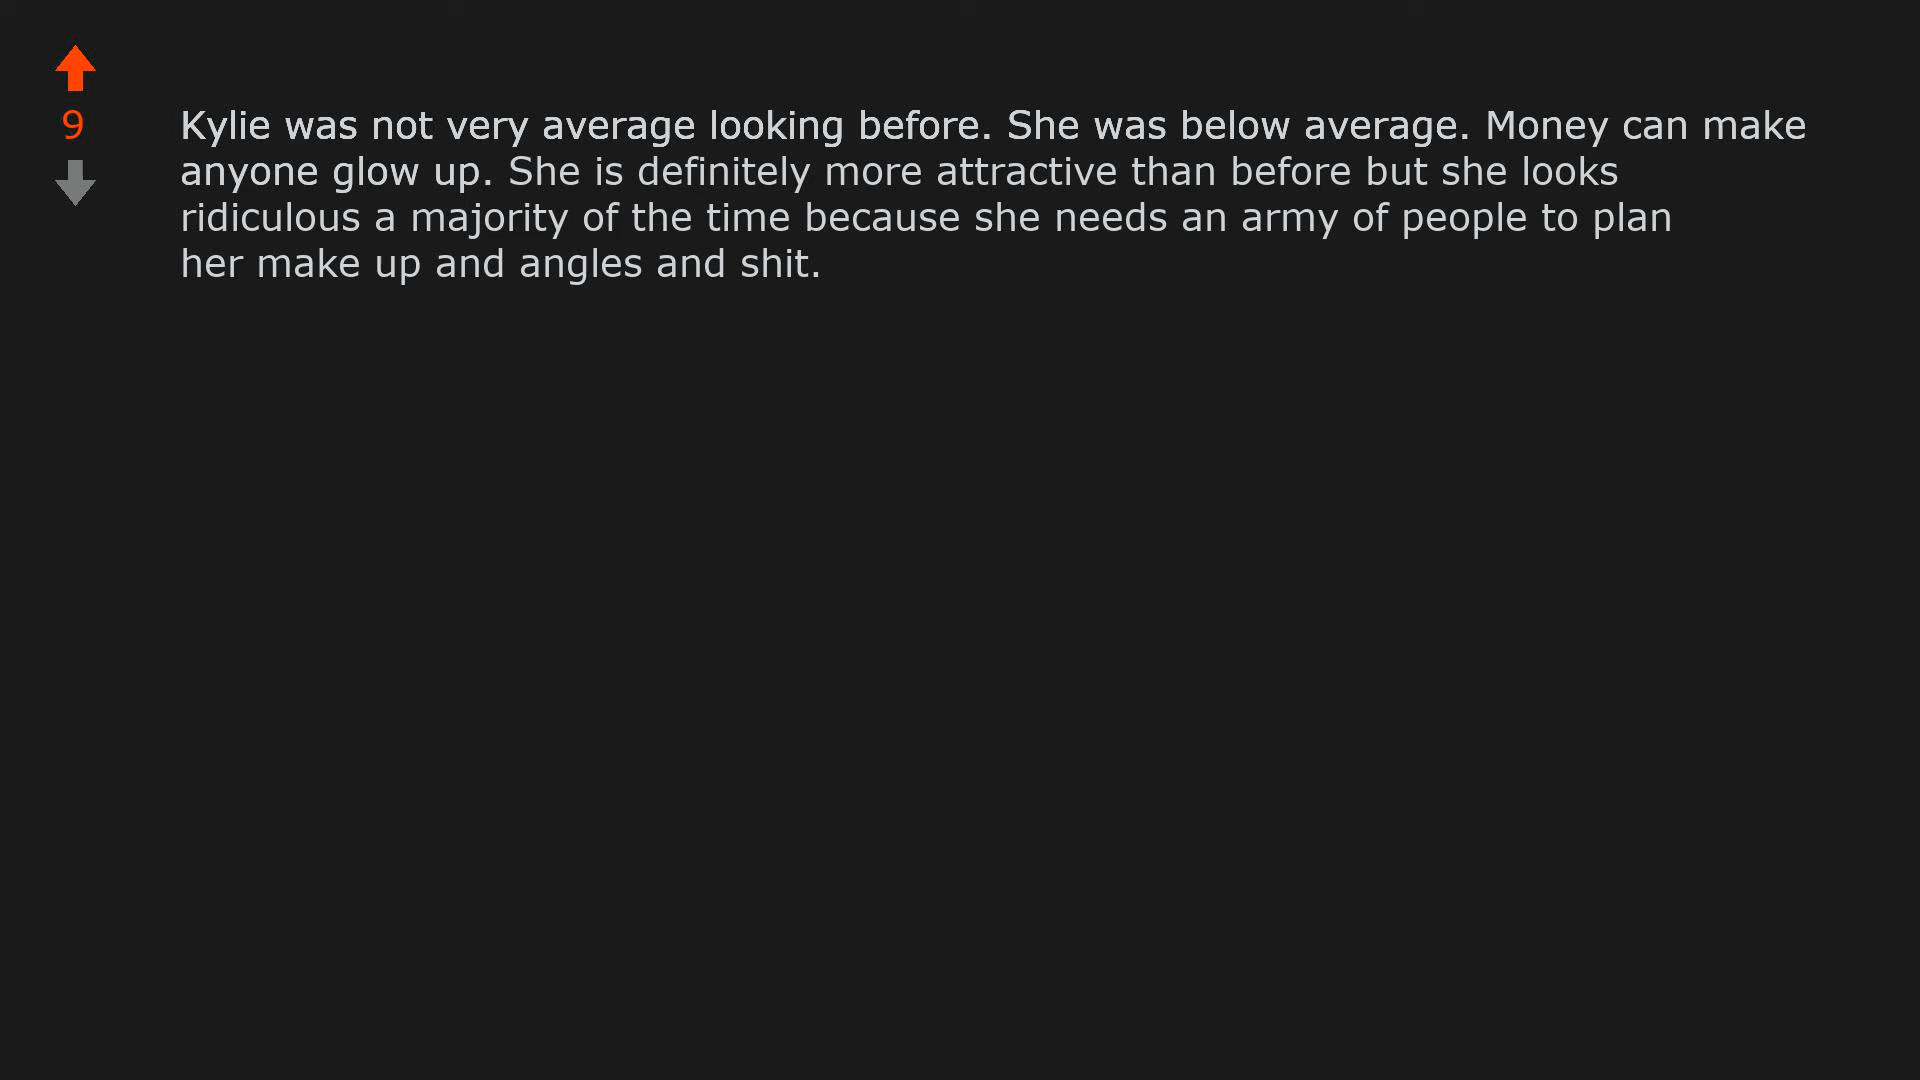 9
Kylie was not very average looking before. She was below average. Money can make
anyone glow up. She is definitely more attractive than before but she looks
ridiculous a majority of the time because she needs an army of people to plan
her make up and angles and shit.